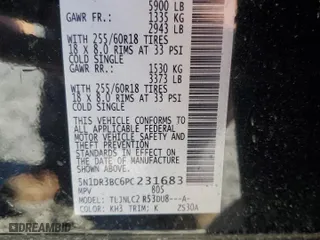 5900 LB
GAWR FR.: 1335 KG
2943 LB
WITH 255/60R18 TIRES
18 X 8.0 RIMS AT 33 PSI
COLD SINGLE
GAWR RR.: 1530 KG
3373 LB
WITH 255/60R18 TIRES
18 X 8.0 RIMS AT 33 PSI
COLD SINGLE
THIS VEHICLE CONFORMS TO ALL
APPLICABLE U.S. FEDERAL
MOTOR VEHICLE SAFETY AND
THEFT PREVENTION STANDARDS
IN EFFECT ON THE DATE OF
MANUFACTURE SHOWN ABOVE.
5N1DR3BC6PC231683
MPV 805
COLOR: KH3 TRIM: K 2S30A
DREAMBID